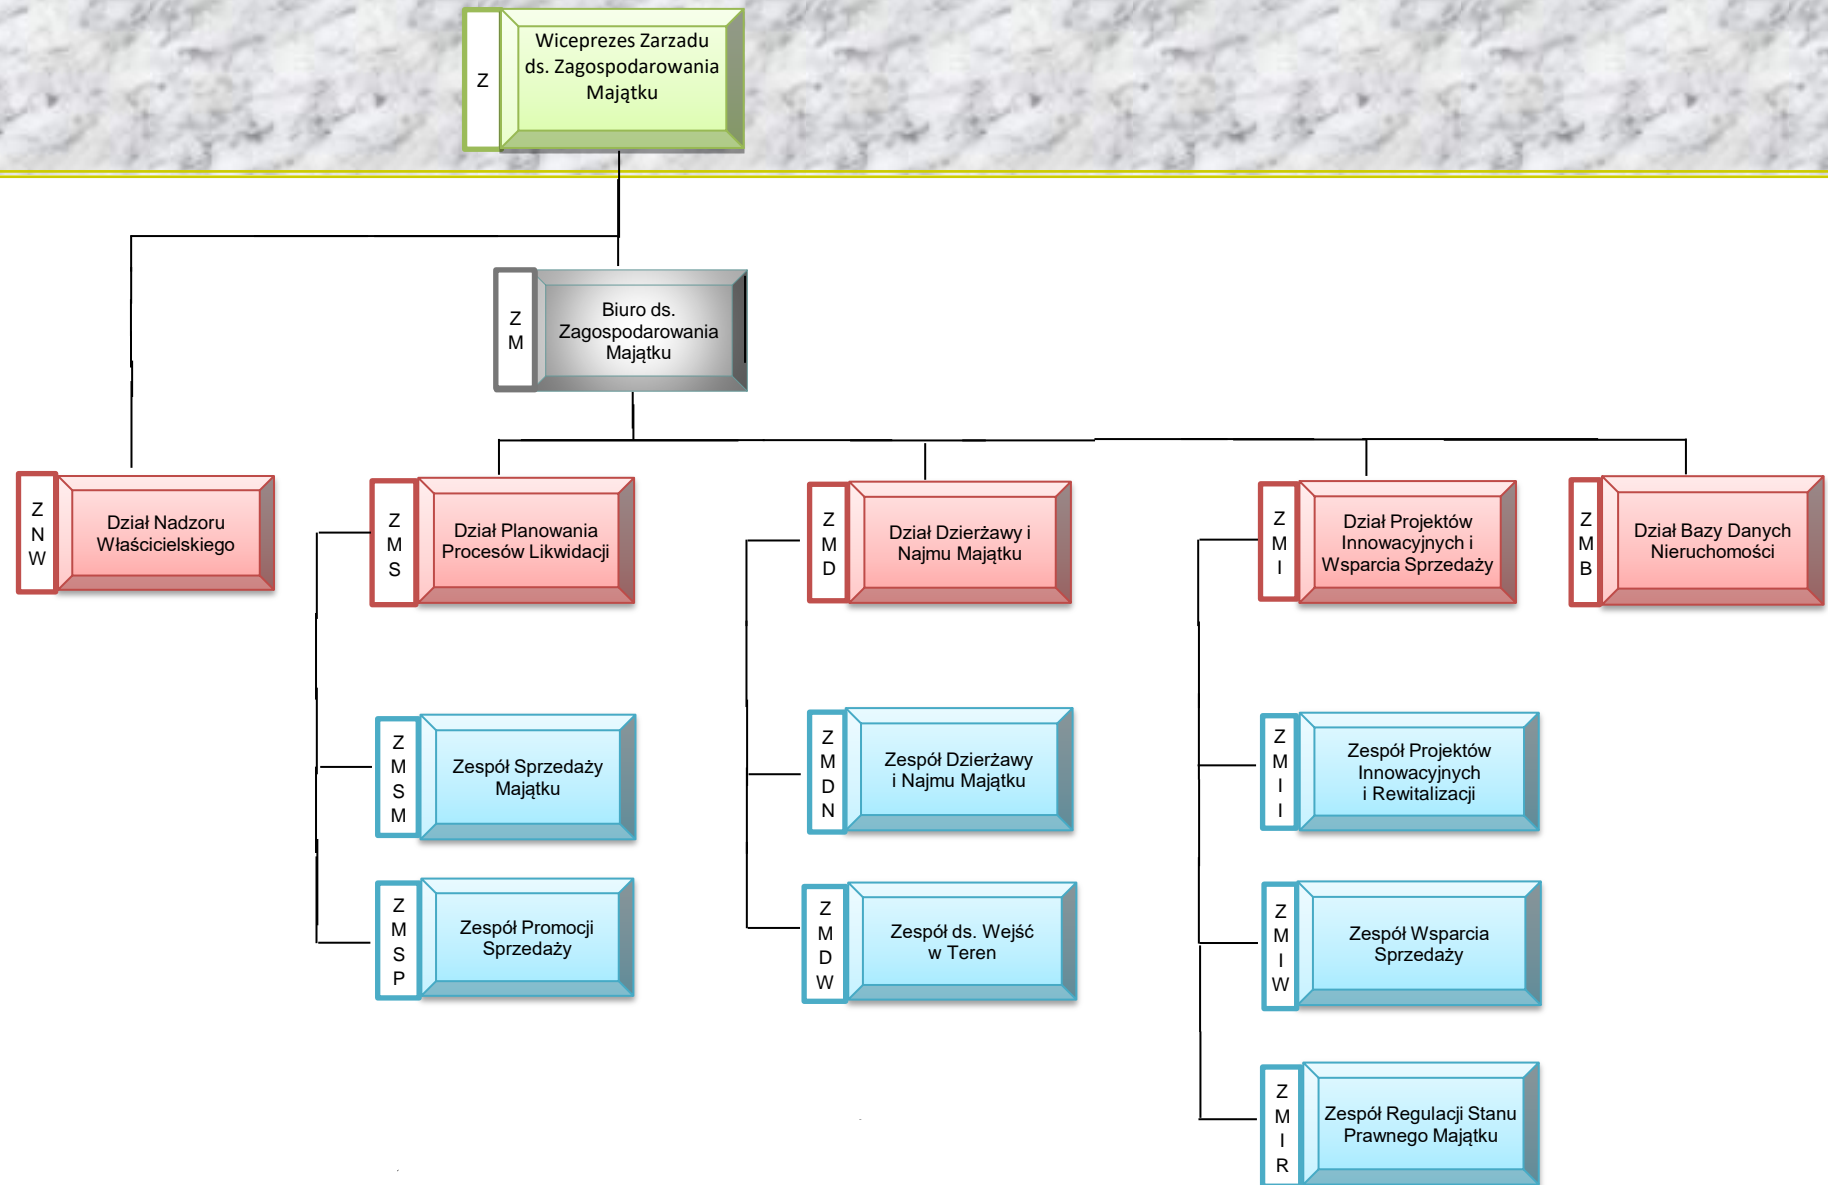 Z
Wiceprezes Zarzadu
ds. Zagospodarowania
Majątku
Z
M
Biuro ds.
Zagospodarowania
Majątku
Z
N
W
Dział Nadzoru
Właścicielskiego
Z
M
S
Dział Planowania
Procesów Likwidacji
Z
M
D
Dział Dzierżawy i
Najmu Majątku
Z
M
I
Dział Projektów
Innowacyjnych i
Wsparcia Sprzedaży
Z
M
B
Dział Bazy Danych
Nieruchomości
Z
M
S
M
Zespół Sprzedaży
Majątku
Z
M
D
N
Zespół Dzierżawy
i Najmu Majątku
Z
M
I
I
Zespół Projektów
Innowacyjnych
i Rewitalizacji
Z
M
S
P
Zespół Promocji
Sprzedaży
Z
M
D
W
Zespół ds. Wejść
w Teren
Z
M
I
W
Zespół Wsparcia
Sprzedaży
Z
M
I
R
Zespół Regulacji Stanu
Prawnego Majątku